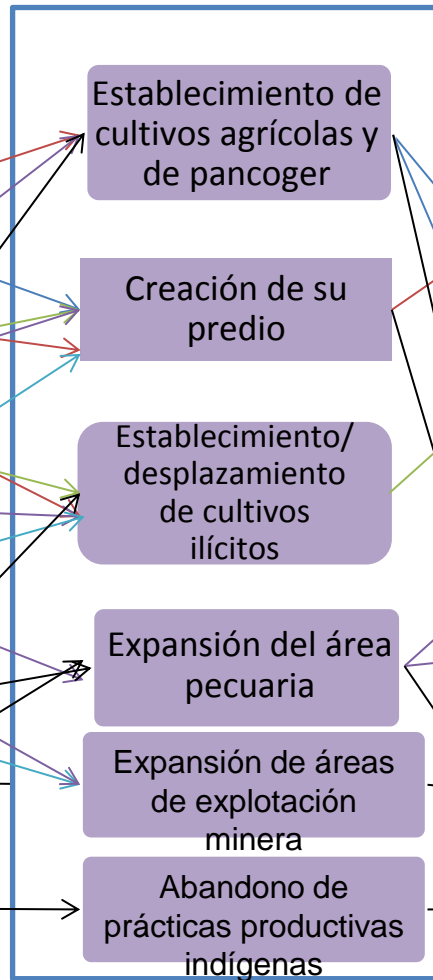 Establecimiento de
cultivos agrícolas y
de pancoger
Creación de su
predio
Establecimiento/
desplazamiento
de cultivos
ilícitos
Expansión del área
pecuaria
Expansión de áreas
de explotación
minera
Abandono de
prácticas productivas
indígenas